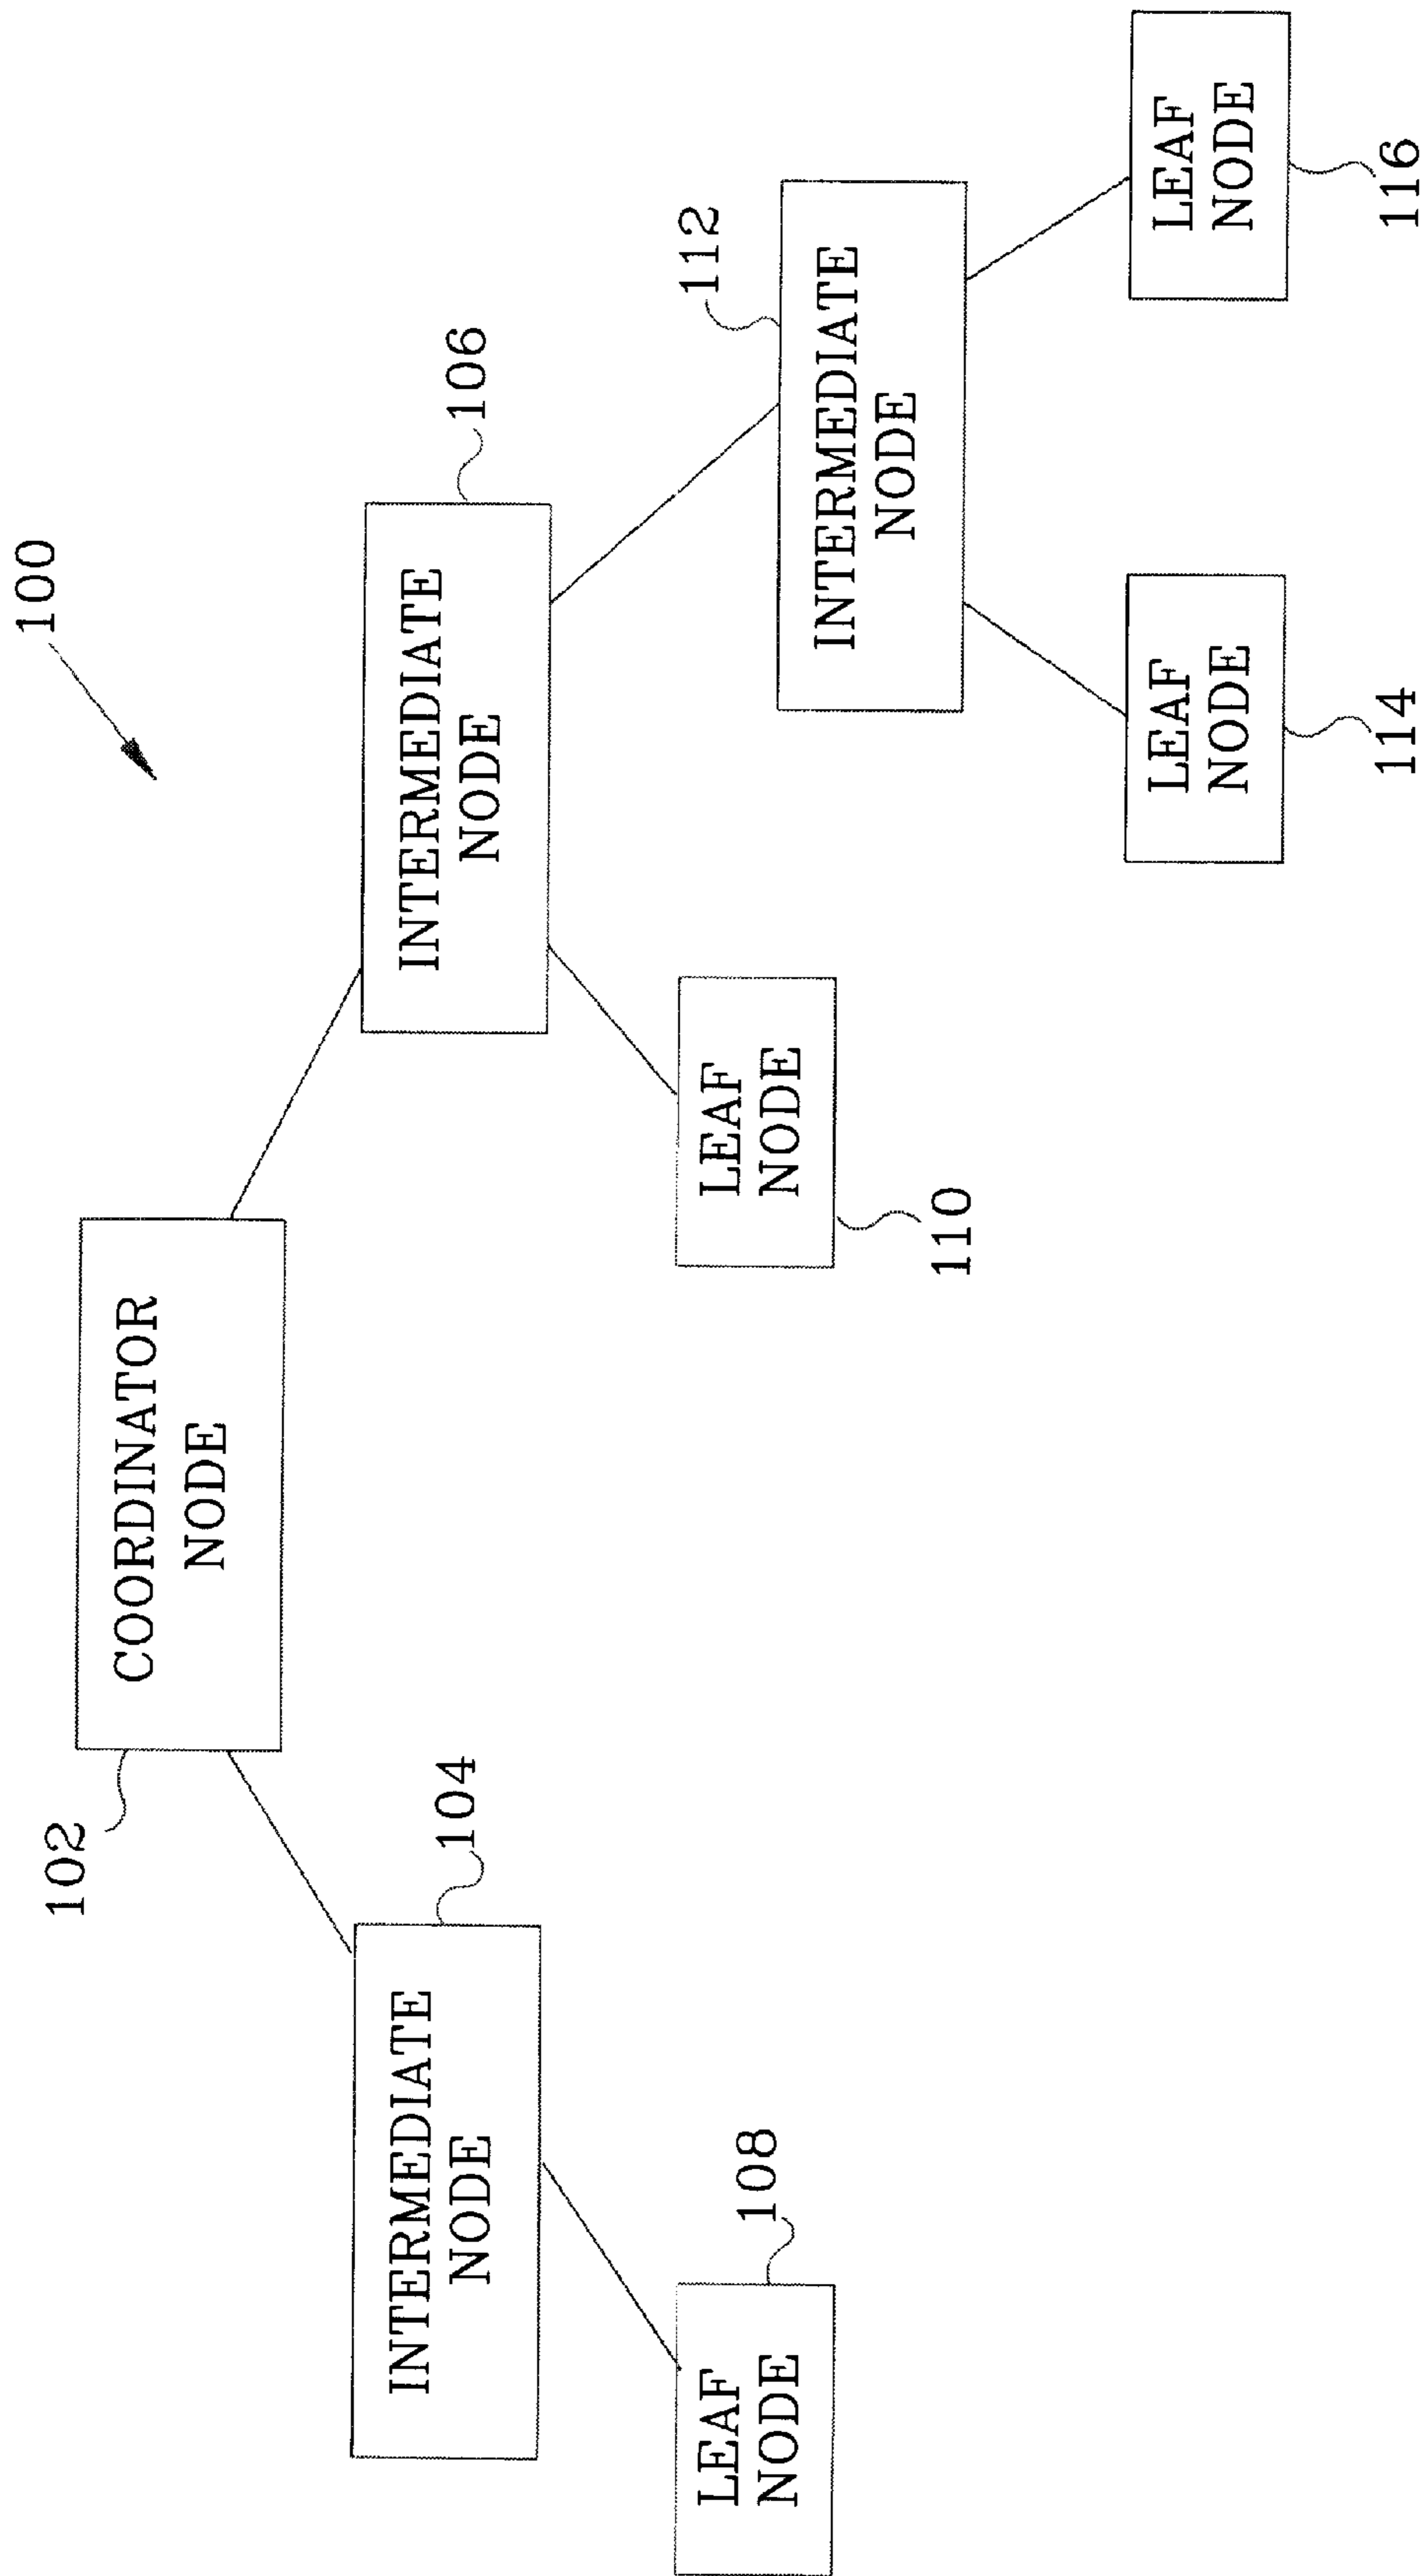 100
102
COORDINATOR
NODE
104
INTERMEDIATE
NODE
106
INTERMEDIATE
NODE
108
LEAF
NODE
110
LEAF
NODE
112
INTERMEDIATE
NODE
114
LEAF
NODE
116
LEAF
NODE